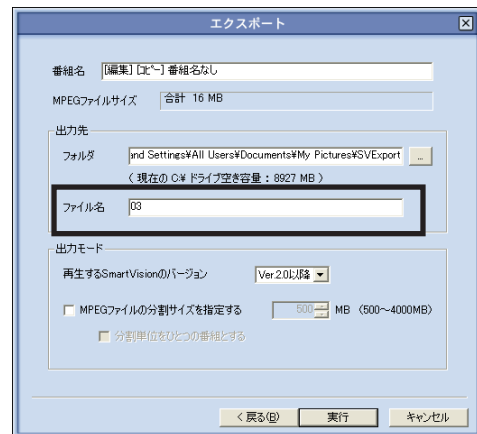 エクスポート
番組名 [編集] [ｺﾋﾟｰ] 番組名なし
MPEGファイルサイズ 合計 16 MB
出力先
フォルダ and Settings¥All Users¥Documents¥My Pictures¥SVExport ...
（ 現在の C:¥ ドライブ空き容量 : 8927 MB ）
ファイル名 03
出力モード
再生するSmartVisionのバージョン Ver.2.0以降
MPEGファイルの分割サイズを指定する 500 MB （500～4000MB）
分割単位をひとつの番組とする
< 戻る(B) 実行 キャンセル